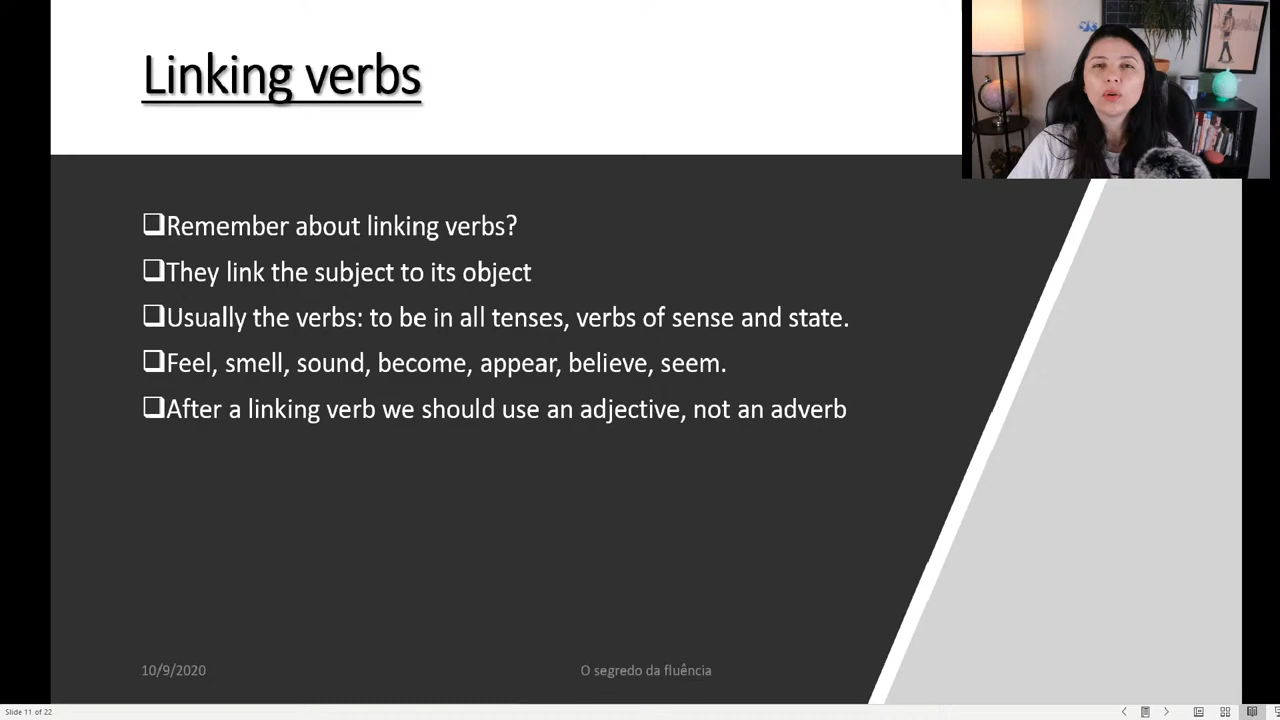 Linking verbs
Remember about linking verbs?
They link the subject to its object
Usually the verbs: to be in all tenses, verbs of sense and state.
Feel, smell, sound, become, appear, believe, seem.
After a linking verb we should use an adjective, not an adverb
10/9/2020
O segredo da fluência
Slide 11 of 22